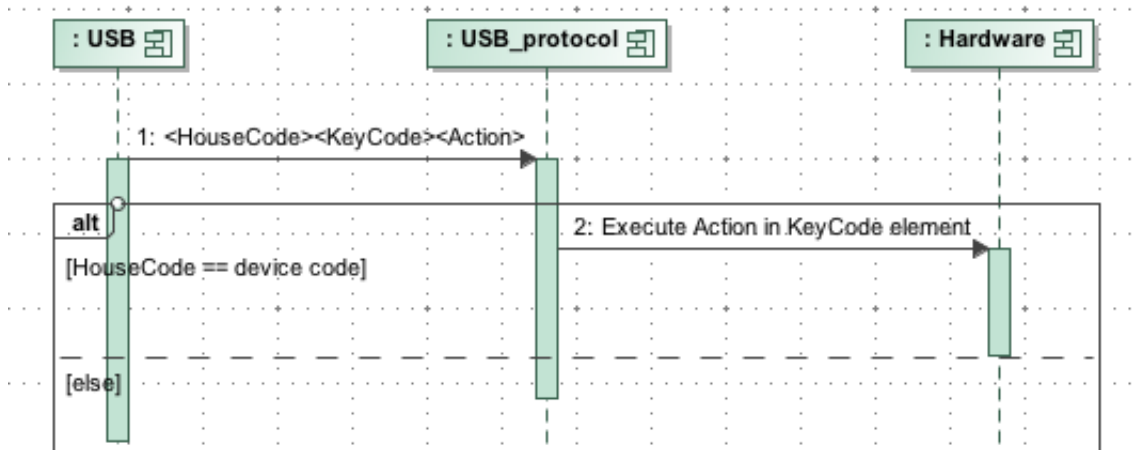 : USB
: USB_protocol
: Hardware
1: <HouseCode><KeyCode><Action>
alt
2: Execute Action in KeyCode element
[HouseCode == device code]
[else]